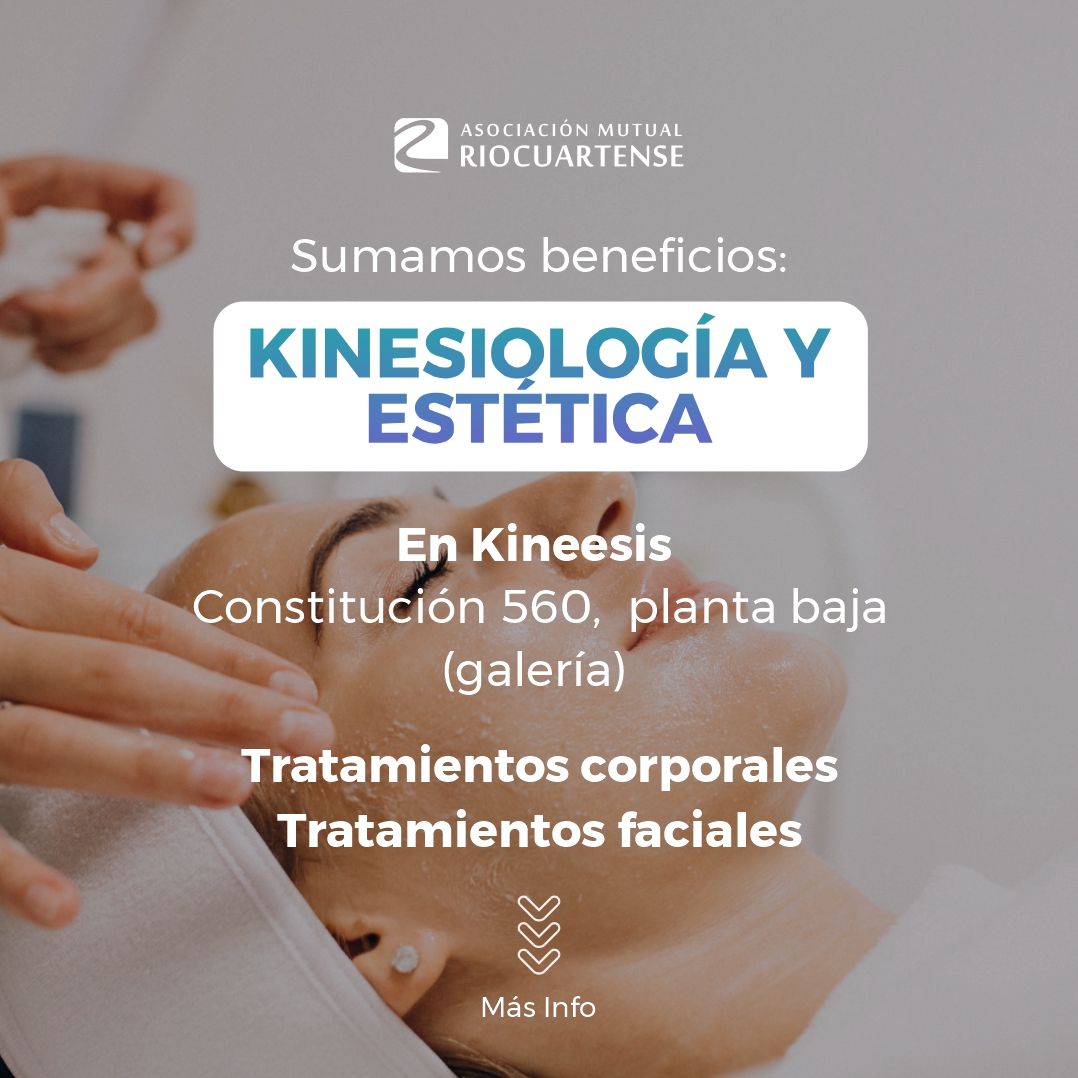 ASOCIACIÓN MUTUAL
RIOCUARTENSE
Sumamos beneficios:
KINESIOLOGÍA Y
ESTÉTICA
En Kineesis
Constitución 560, planta baja
(galería)
Tratamientos corporales
Tratamientos faciales
Más Info